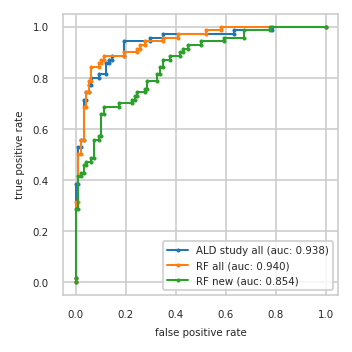 1.0
0.8
0.6
0.4
0.2
0.0
true positive rate
ALD study all (auc: 0.938)
RF all (auc: 0.940)
RF new (auc: 0.854)
0.0 0.2 0.4 0.6 0.8 1.0
false positive rate